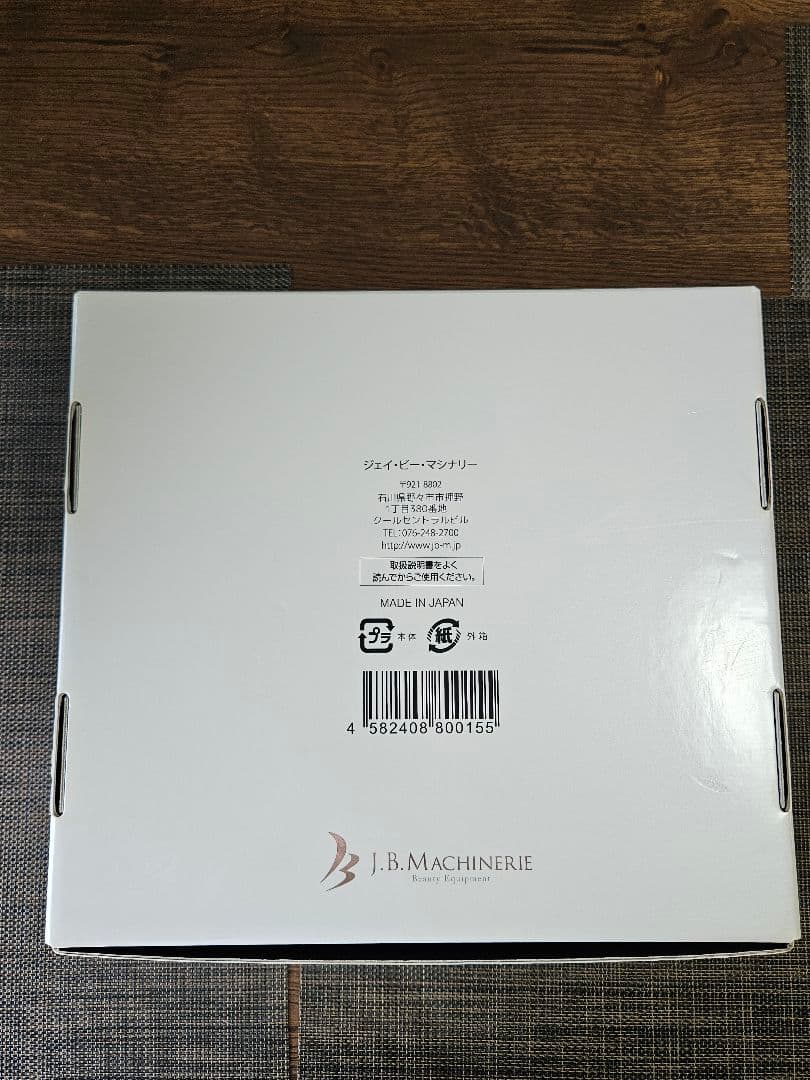 ジェイ・ビー・マシナリー
〒921-8802
石川県野々市市押野
1丁目380番地
クールセントラルビル
TEL:076-248-2700
http://www.jb-m.jp
取扱説明書をよく
読んでからご使用ください。
MADE IN JAPAN
プラ 本体 紙 外箱
4 582408 800155
J.B.MACHINERIE
Beauty Equipment